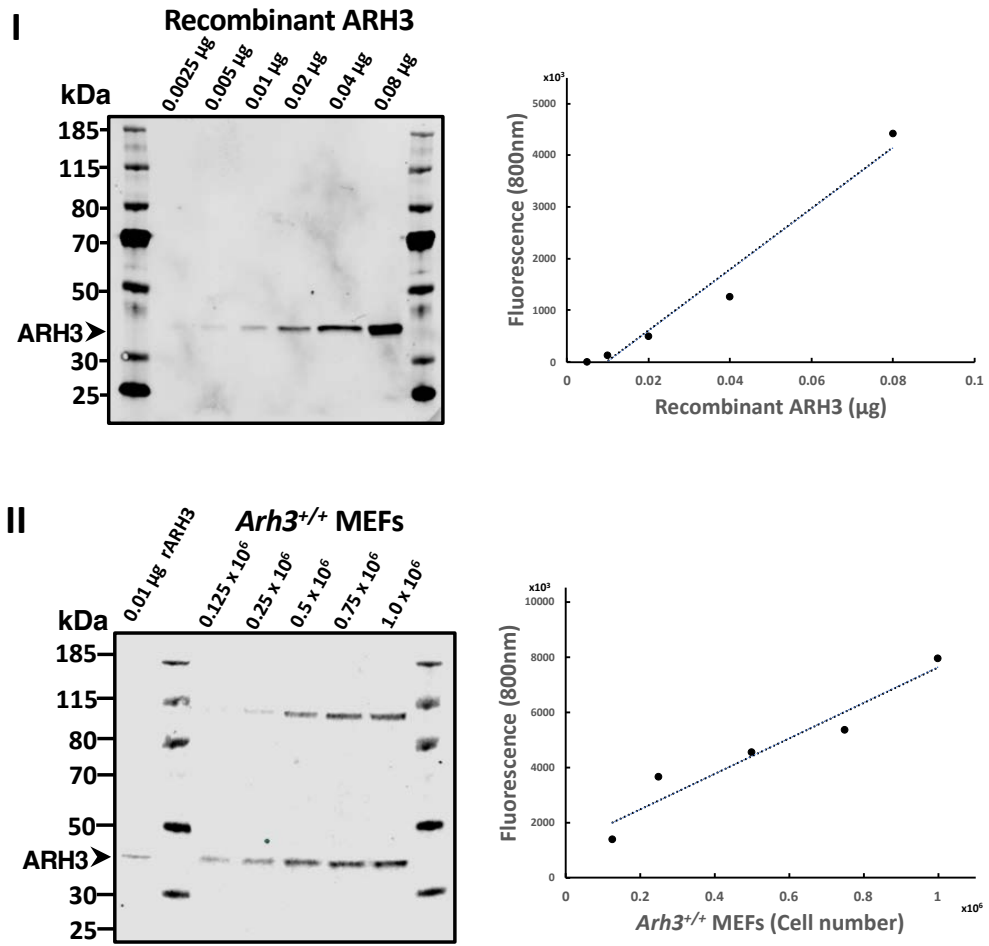 I
Recombinant ARH3
0.0025 µg
0.005 µg
0.01 µg
0.02 µg
0.04 µg
0.08 µg
kDa
185
115
80
70
50
ARH3
30
25
x10³
5000
4000
3000
2000
1000
0
Fluorescence (800nm)
0
0.02
0.04
0.06
0.08
0.1
Recombinant ARH3 (µg)
II
Arh3+/+ MEFs
0.01 µg rARH3
0.125 x 10⁶
0.25 x 10⁶
0.5 x 10⁶
0.75 x 10⁶
1.0 x 10⁶
kDa
185
115
80
70
50
ARH3
30
25
x10³
10000
8000
6000
4000
2000
0
Fluorescence (800nm)
0
0.2
0.4
0.6
0.8
1
x10⁶
Arh3+/+ MEFs (Cell number)